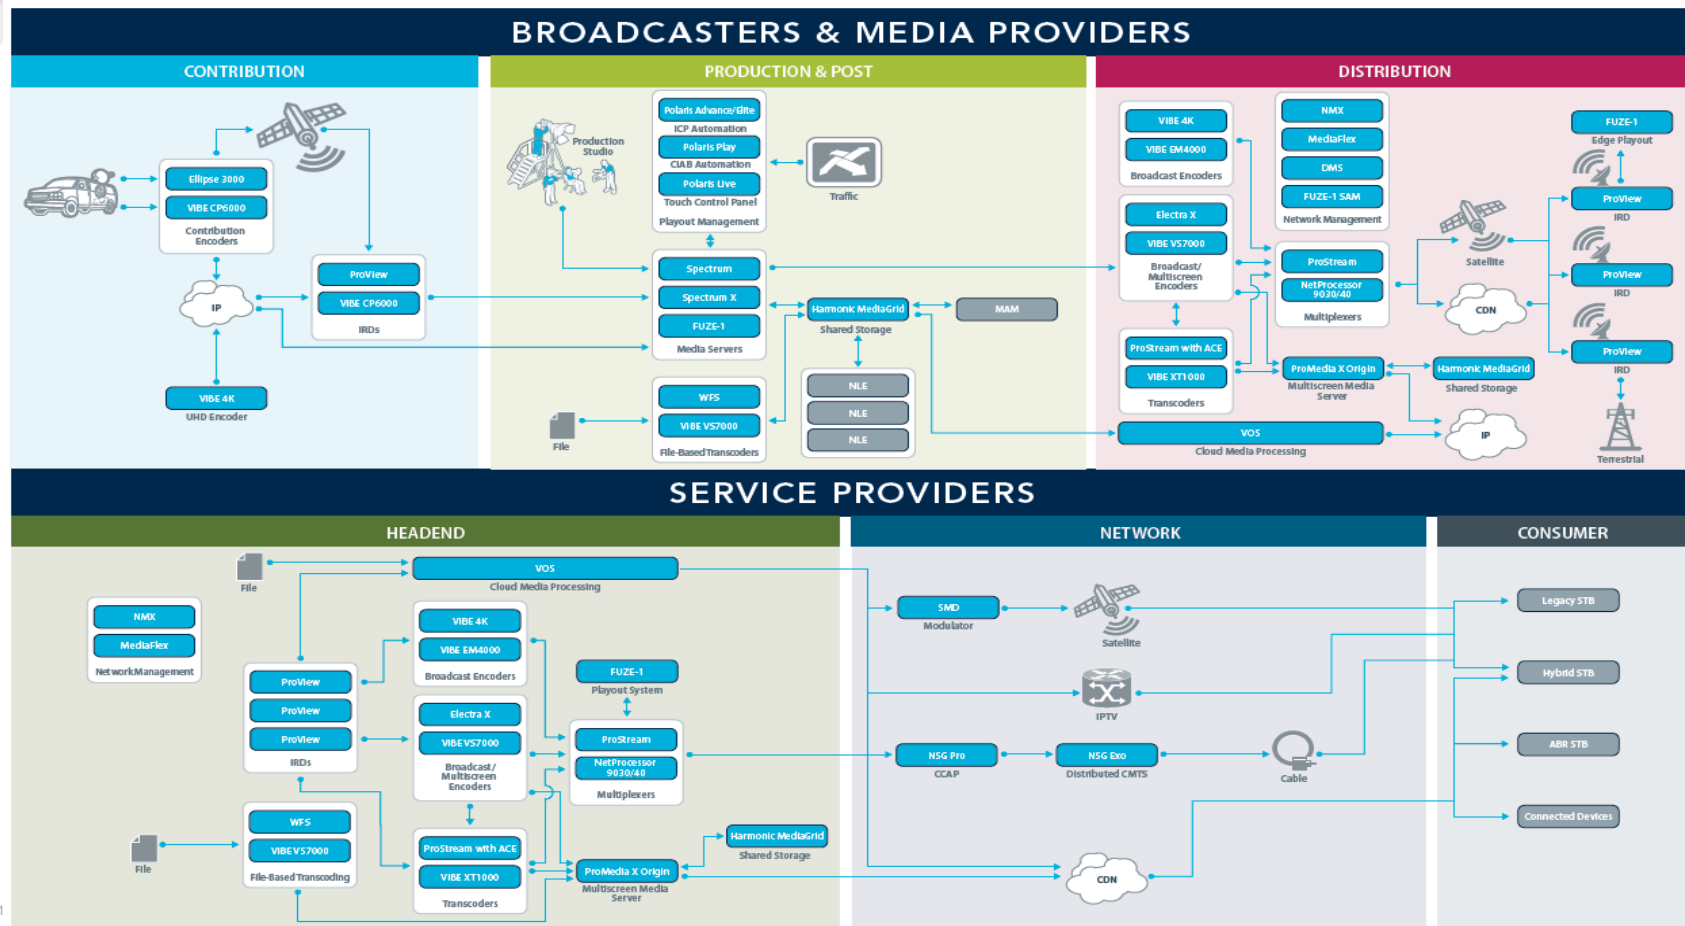 BROADCASTERS & MEDIA PROVIDERS
CONTRIBUTION
Ellipse 3000
VIBE CP6000
Contribution
Encoders
IP
ProView
VIBE CP6000
IRDs
VIBE 4K
UHD Encoder
PRODUCTION & POST
Production
Studio
Polaris Advance/Elite
ICP Automation
Polaris Play
CIAB Automation
Polaris Live
Touch Control Panel
Playout Management
Traffic
Spectrum
Spectrum X
FUZE-1
Media Servers
Harmonic MediaGrid
Shared Storage
MAM
NLE
NLE
NLE
File
WFS
VIBE VS7000
File-Based Transcoders
DISTRIBUTION
VIBE 4K
VIBE EM4000
Broadcast Encoders
Electra X
VIBE VS7000
Broadcast/
Multiscreen
Encoders
ProStream with ACE
VIBE XT1000
Transcoders
NMX
MediaFlex
DMS
FUZE-1 SAM
Network Management
ProStream
NetProcessor
9030/40
Multiplexers
ProMedia X Origin
Multiscreen Media
Server
Harmonic MediaGrid
Shared Storage
VOS
Cloud Media Processing
IP
Satellite
CDN
FUZE-1
Edge Playout
ProView
IRD
ProView
IRD
ProView
IRD
Terrestrial
SERVICE PROVIDERS
HEADEND
File
VOS
Cloud Media Processing
NMX
MediaFlex
Network Management
ProView
ProView
ProView
IRDs
VIBE 4K
VIBE EM4000
Broadcast Encoders
Electra X
VIBE VS7000
Broadcast/
Multiscreen
Encoders
FUZE-1
Playout System
ProStream
NetProcessor
9030/40
Multiplexers
File
WFS
VIBE VS7000
File-Based Transcoding
ProStream with ACE
VIBE XT1000
Transcoders
ProMedia X Origin
Multiscreen Media
Server
Harmonic MediaGrid
Shared Storage
NETWORK
SMD
Modulator
Satellite
IPTV
NSG Pro
CCAP
NSG Exo
Distributed CMTS
Cable
CDN
CONSUMER
Legacy STB
Hybrid STB
ABR STB
Connected Devices